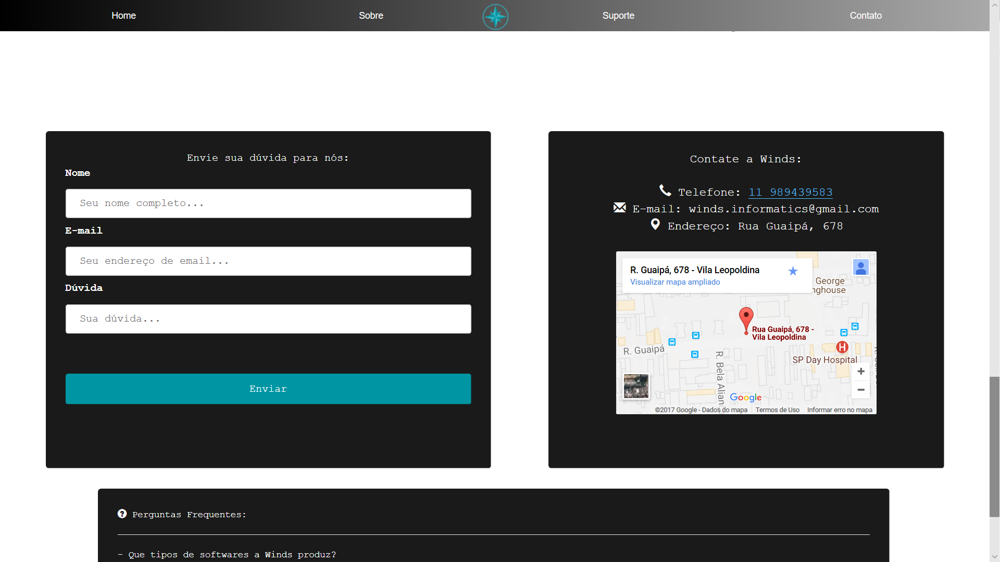 Home
Sobre
Suporte
Contato
Envie sua dúvida para nós:
Nome
Seu nome completo...
E-mail
Seu endereço de email...
Dúvida
Sua dúvida...
Enviar
Contate a Winds:
Telefone: 11 989439583
E-mail: winds.informatics@gmail.com
Endereço: Rua Guaipá, 678
R. Guaipá, 678 - Vila Leopoldina
Visualizar mapa ampliado
George
Rua Guaipá, 678 -
Vila Leopoldina
R. Guaipá
H
SP Day Hospital
R. Bela Alian
Google
©2017 Google - Dados do mapa
Termos de Uso
Informar erro no mapa
Perguntas Frequentes:
- Que tipos de softwares a Winds produz?